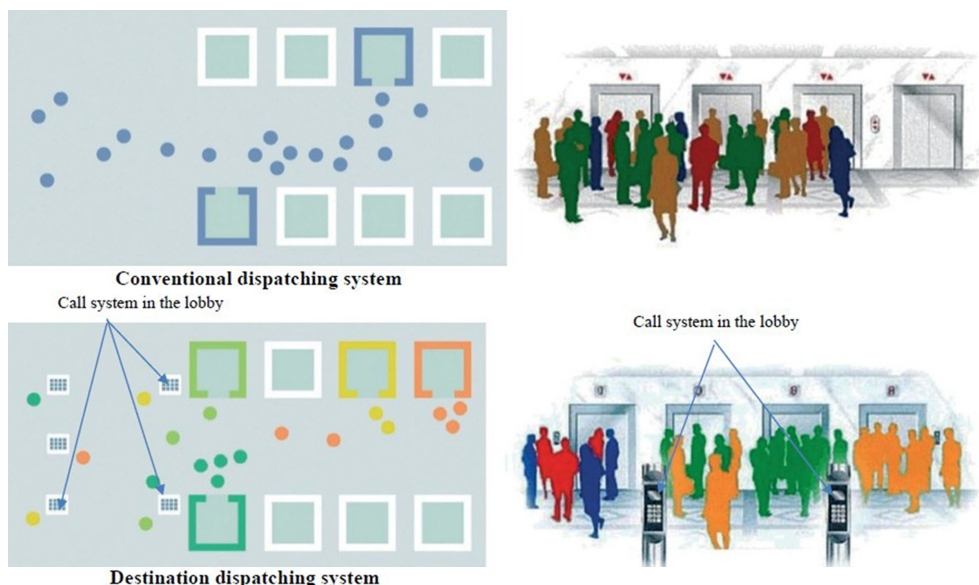 Conventional dispatching system
Call system in the lobby
Call system in the lobby
Destination dispatching system